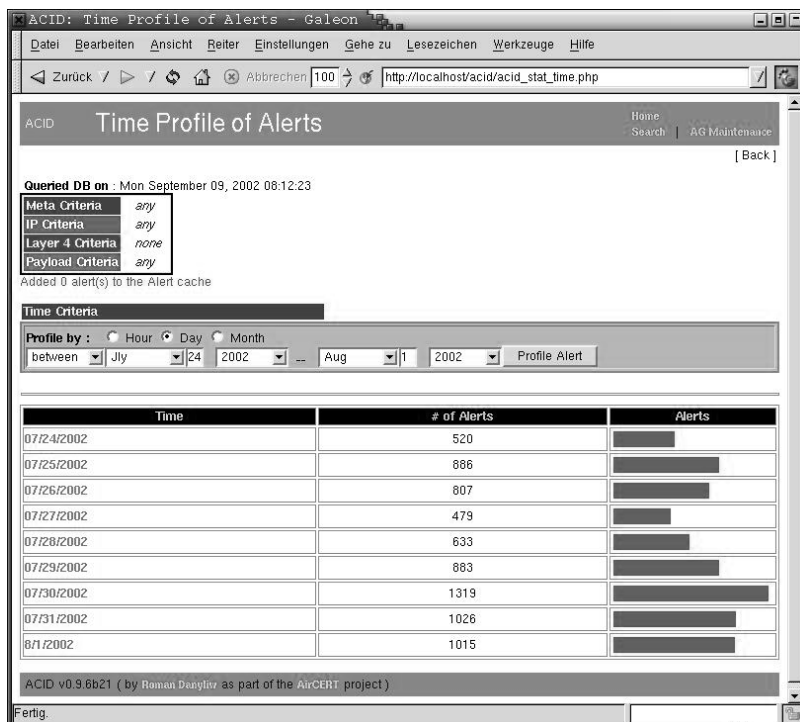 ACID: Time Profile of Alerts - Galeon
Datei Bearbeiten Ansicht Reiter Einstellungen Gehe zu Lesezeichen Werkzeuge Hilfe
Zurück Abbrechen 100 http://localhost/acid/acid_stat_time.php
ACID Time Profile of Alerts
Home
Search | AG Maintenance
[ Back ]
Queried DB on : Mon September 09, 2002 08:12:23
Meta Criteria any
IP Criteria any
Layer 4 Criteria none
Payload Criteria any
Added 0 alert(s) to the Alert cache
Time Criteria
Profile by : Hour Day Month
between Jly 24 2002 -- Aug 1 2002 Profile Alert
Time # of Alerts Alerts
07/24/2002 520
07/25/2002 886
07/26/2002 807
07/27/2002 479
07/28/2002 633
07/29/2002 883
07/30/2002 1319
07/31/2002 1026
8/1/2002 1015
ACID v0.9.6b21 ( by Roman Danyliw as part of the AirCERT project )
Fertig.